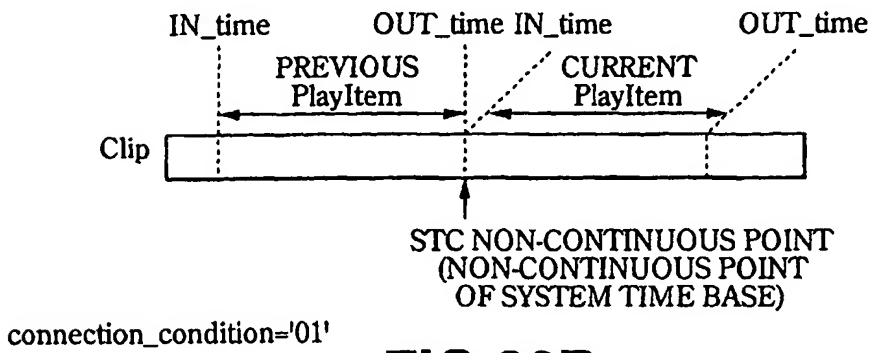 IN_time OUT_time IN_time OUT_time
PREVIOUS CURRENT
PlayItem PlayItem
Clip
STC NON-CONTINUOUS POINT
(NON-CONTINUOUS POINT
OF SYSTEM TIME BASE)
connection_condition='01'